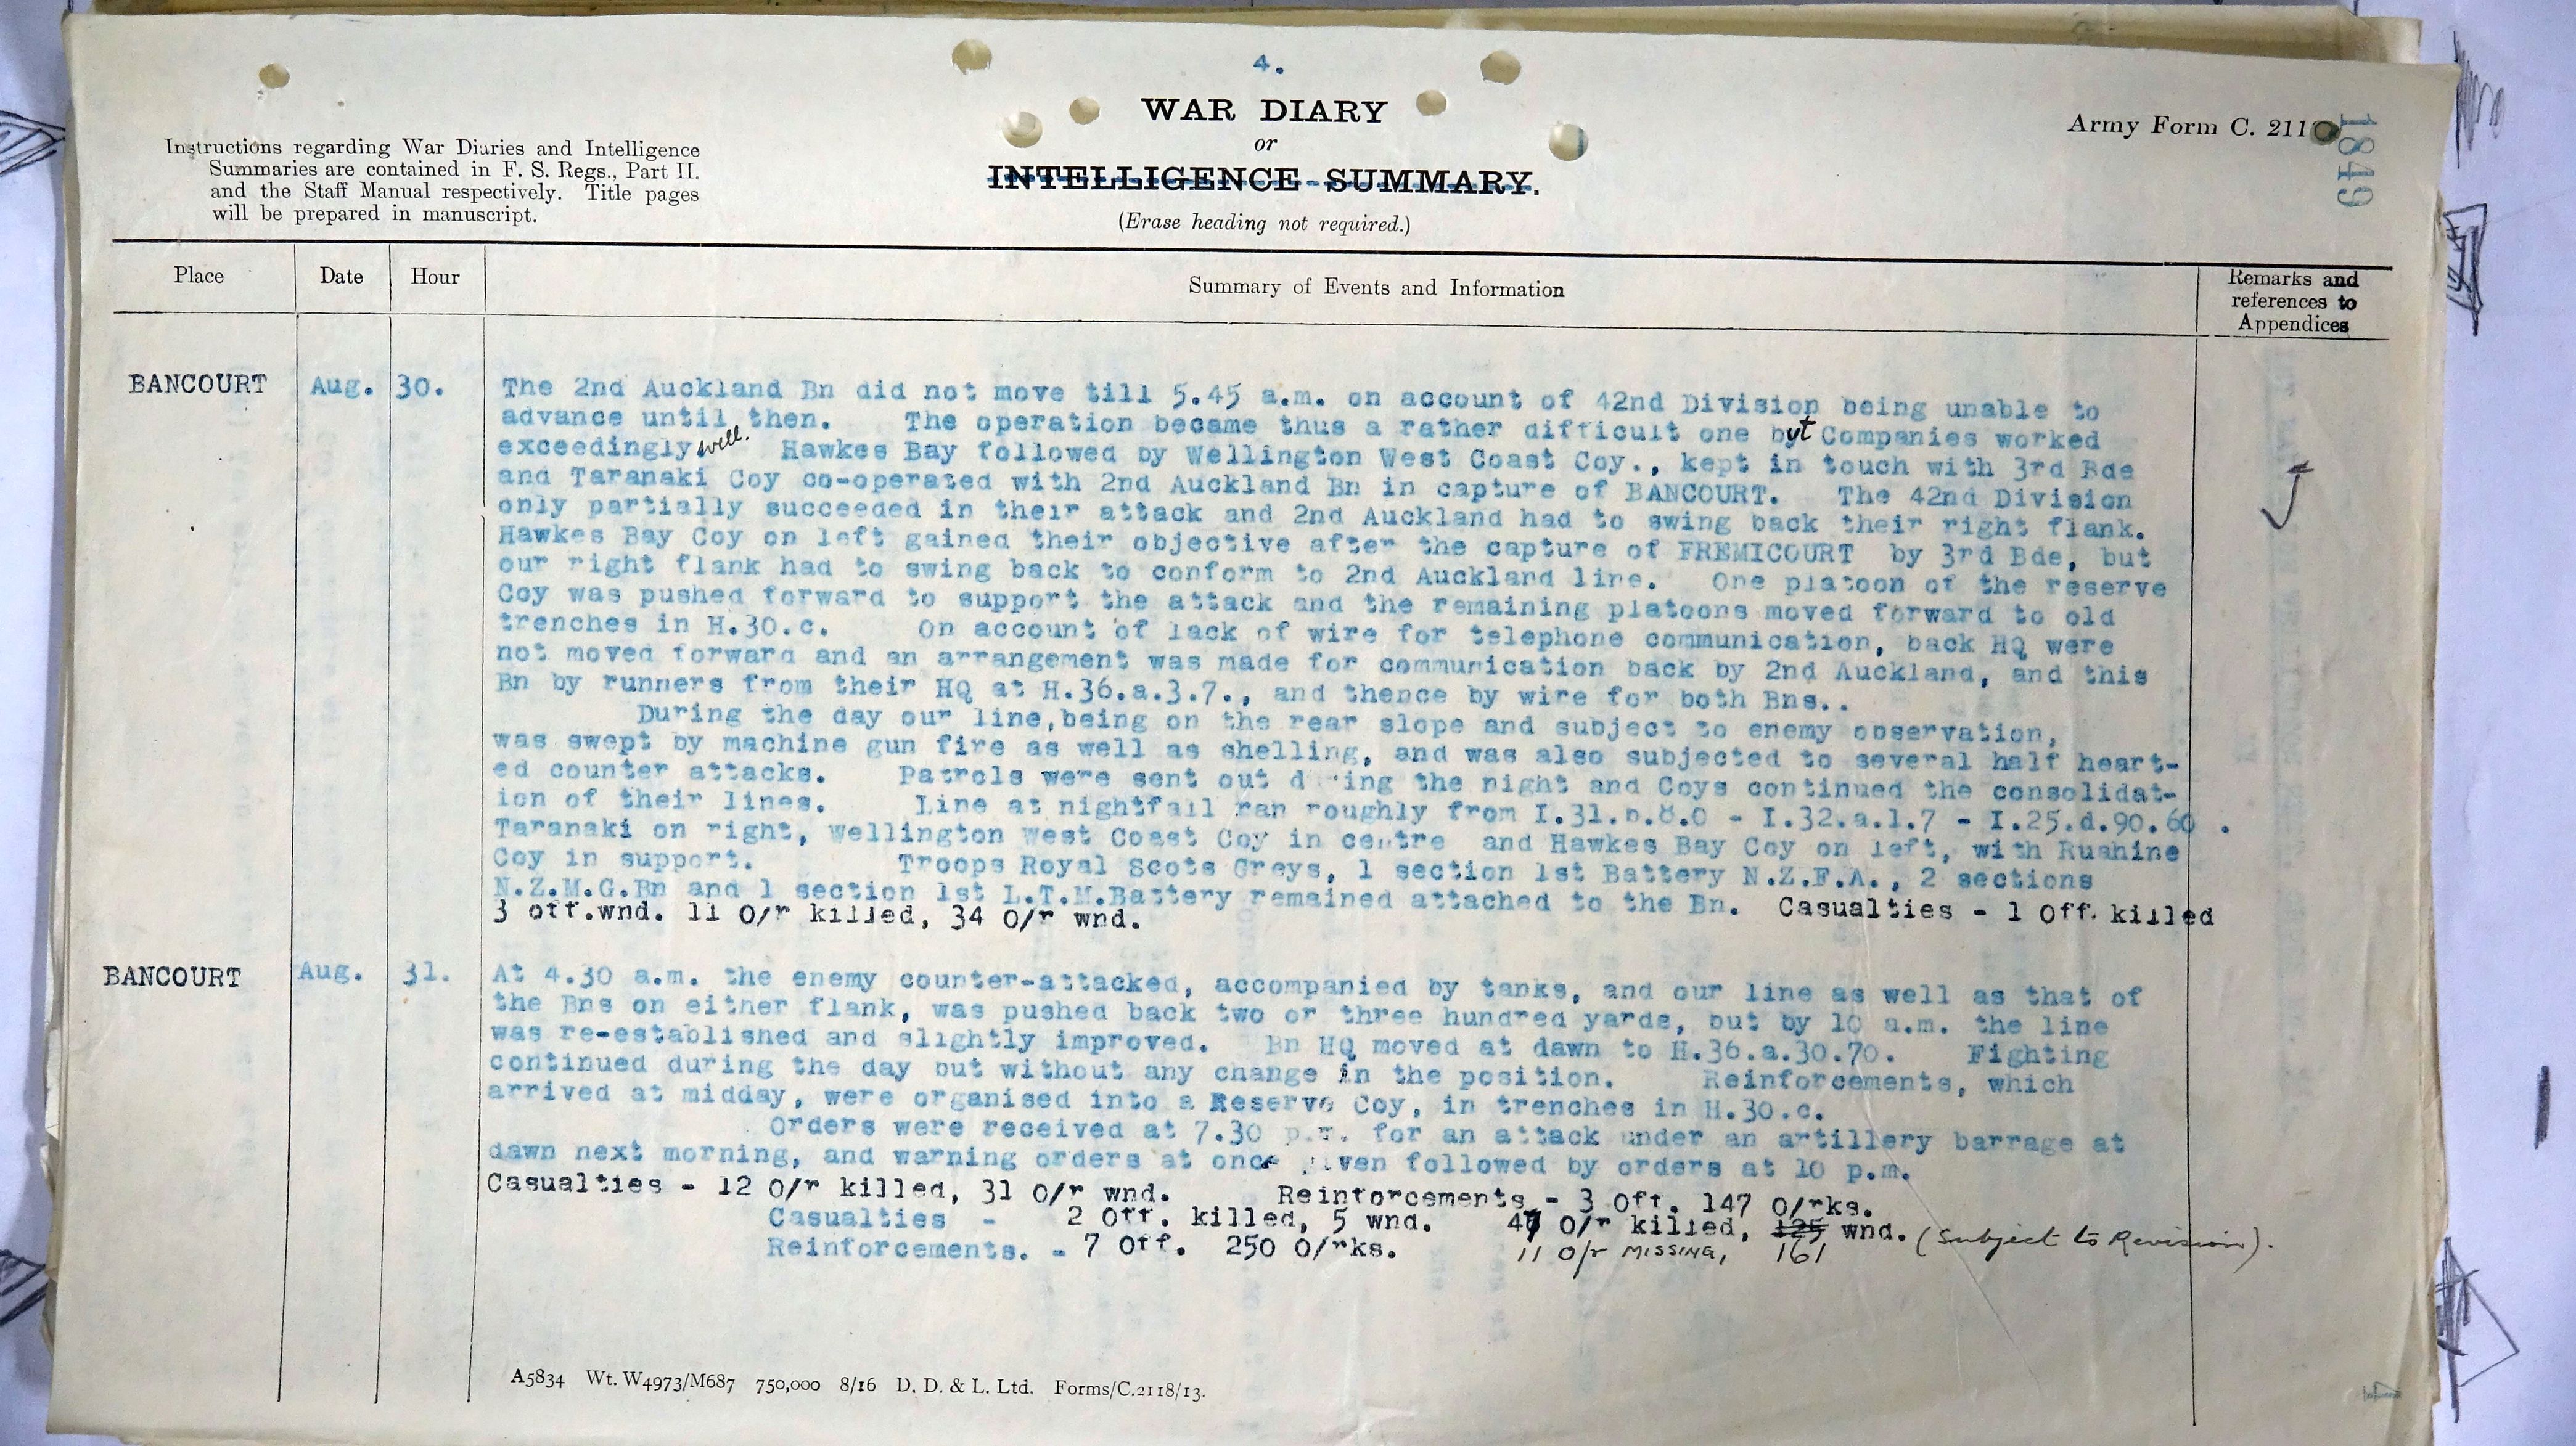 4.
WAR DIARY
or
INTELLIGENCE SUMMARY.
(Erase heading not required.)
Army Form C. 211
1849
Instructions regarding War Diaries and Intelligence
Summaries are contained in F. S. Regs., Part II.
and the Staff Manual respectively. Title pages
will be prepared in manuscript.
Place Date Hour Summary of Events and Information Remarks and
references to
Appendices
BANCOURT Aug. 30. The 2nd Auckland Bn did not move till 5.45 a.m. on account of 42nd Division being unable to
advance until then. The operation became thus a rather difficult one but Companies worked
exceedingly well. Hawkes Bay followed by Wellington West Coast Coy., kept in touch with 3rd Bde
and Taranaki Coy co-operated with 2nd Auckland Bn in capture of BANCOURT. The 42nd Division
only partially succeeded in their attack and 2nd Auckland had to swing back their right flank.
Hawkes Bay Coy on left gained their objective after the capture of FREMICOURT by 3rd Bde, but
our right flank had to swing back to conform to 2nd Auckland line. One platoon of the reserve
Coy was pushed forward to support the attack and the remaining platoons moved forward to old
trenches in H.30.c. On account of lack of wire for telephone communication, back HQ were
not moved forward and an arrangement was made for communication back by 2nd Auckland, and this
Bn by runners from their HQ at H.36.a.3.7., and thence by wire for both Bns..
During the day our line,being on the rear slope and subject to enemy observation,
was swept by machine gun fire as well as shelling, and was also subjected to several half heart-
ed counter attacks. Patrols were sent out during the night and Coys continued the consolidat-
ion of their lines. Line at nightfall ran roughly from I.31.b.8.0 - I.32.a.1.7 - I.25.d.90.60 .
Taranaki on right, Wellington West Coast Coy in centre and Hawkes Bay Coy on left, with Ruahine
Coy in support. Troops Royal Scots Greys, 1 section 1st Battery N.Z.F.A., 2 sections
N.Z.M.G.Bn and 1 section 1st L.T.M.Battery remained attached to the Bn. Casualties - 1 Off. killed
3 off.wnd. 11 O/r killed, 34 O/r wnd.
BANCOURT Aug. 31. At 4.30 a.m. the enemy counter-attacked, accompanied by tanks, and our line as well as that of
the Bns on either flank, was pushed back two or three hundred yards, but by 10 a.m. the line
was re-established and slightly improved. Bn HQ moved at dawn to H.36.a.30.70. Fighting
continued during the day but without any change in the position. Reinforcements, which
arrived at midday, were organised into a Reserve Coy, in trenches in H.30.c.
Orders were received at 7.30 p.m. for an attack under an artillery barrage at
dawn next morning, and warning orders at once given followed by orders at 10 p.m.
Casualties - 12 O/r killed, 31 O/r wnd. Reinforcements - 3 Off. 147 O/rks.
Casualties - 2 Off. killed, 5 wnd. 47 O/r killed, 125 wnd. (Subject to Revision).
Reinforcements. - 7 Off. 250 O/rks. 11 O/r MISSING, 161
A5834 Wt. W4973/M687 750,000 8/16 D. D. & L. Ltd. Forms/C.2118/13.